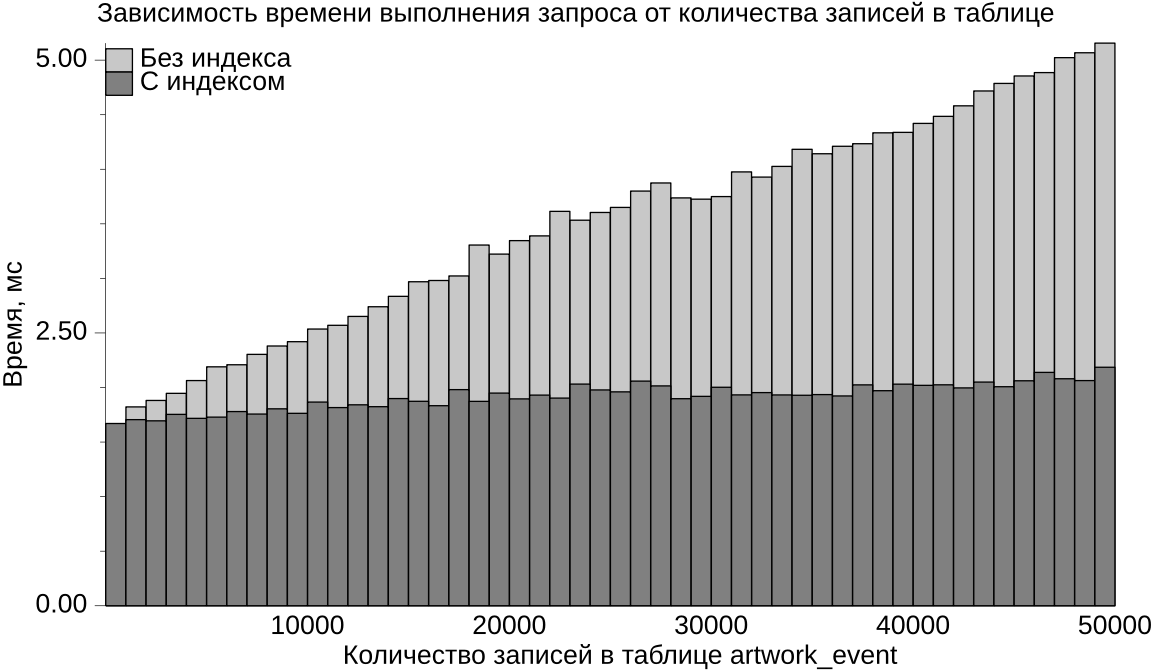 Зависимость времени выполнения запроса от количества записей в таблице
5.00
Без индекса
С индексом
Время, мс
2.50
0.00
10000 20000 30000 40000 50000
Количество записей в таблице artwork_event